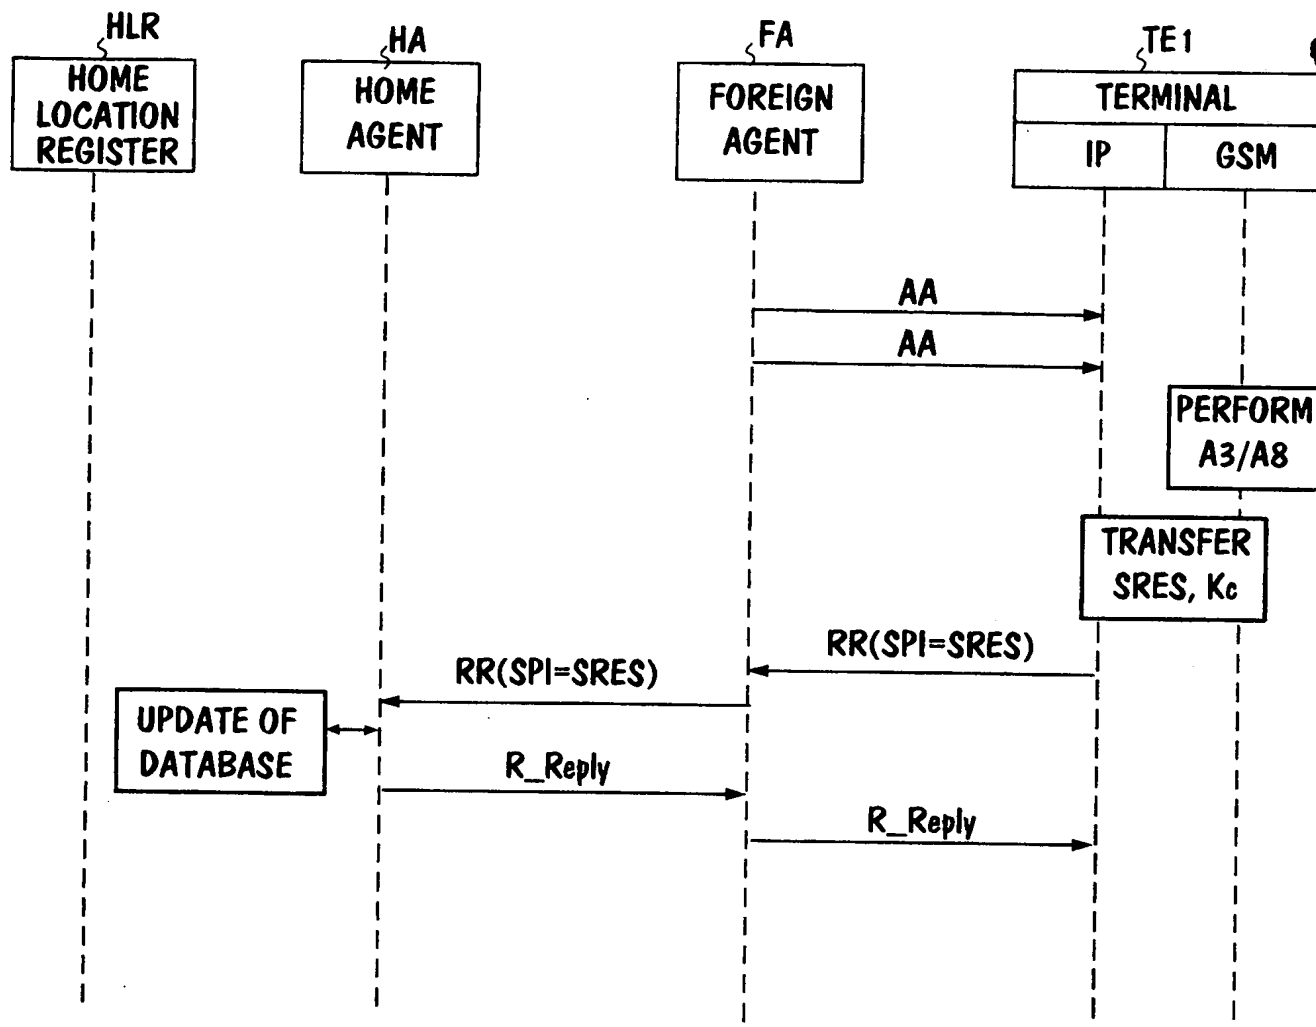 HLR
HA
FA
TE1
HOME
LOCATION
REGISTER
HOME
AGENT
FOREIGN
AGENT
TERMINAL
IP
GSM
AA
AA
PERFORM
A3/A8
TRANSFER
SRES, Kc
RR(SPI=SRES)
RR(SPI=SRES)
UPDATE OF
DATABASE
R_Reply
R_Reply